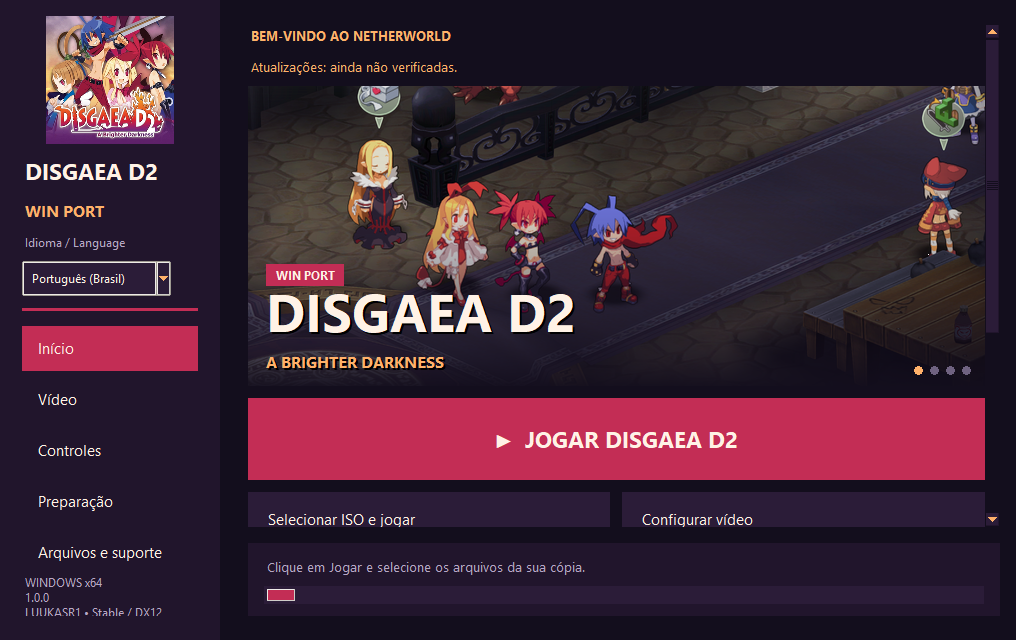 DISGAEA D2
A Brighter Darkness
DISGAEA D2
WIN PORT
Idioma / Language
Português (Brasil)
Início
Vídeo
Controles
Preparação
Arquivos e suporte
WINDOWS x64
1.0.0
LUUKASR1 • Stable / DX12
BEM-VINDO AO NETHERWORLD
Atualizações: ainda não verificadas.
WIN PORT
DISGAEA D2
A BRIGHTER DARKNESS
► JOGAR DISGAEA D2
Selecionar ISO e jogar
Configurar vídeo
Clique em Jogar e selecione os arquivos da sua cópia.